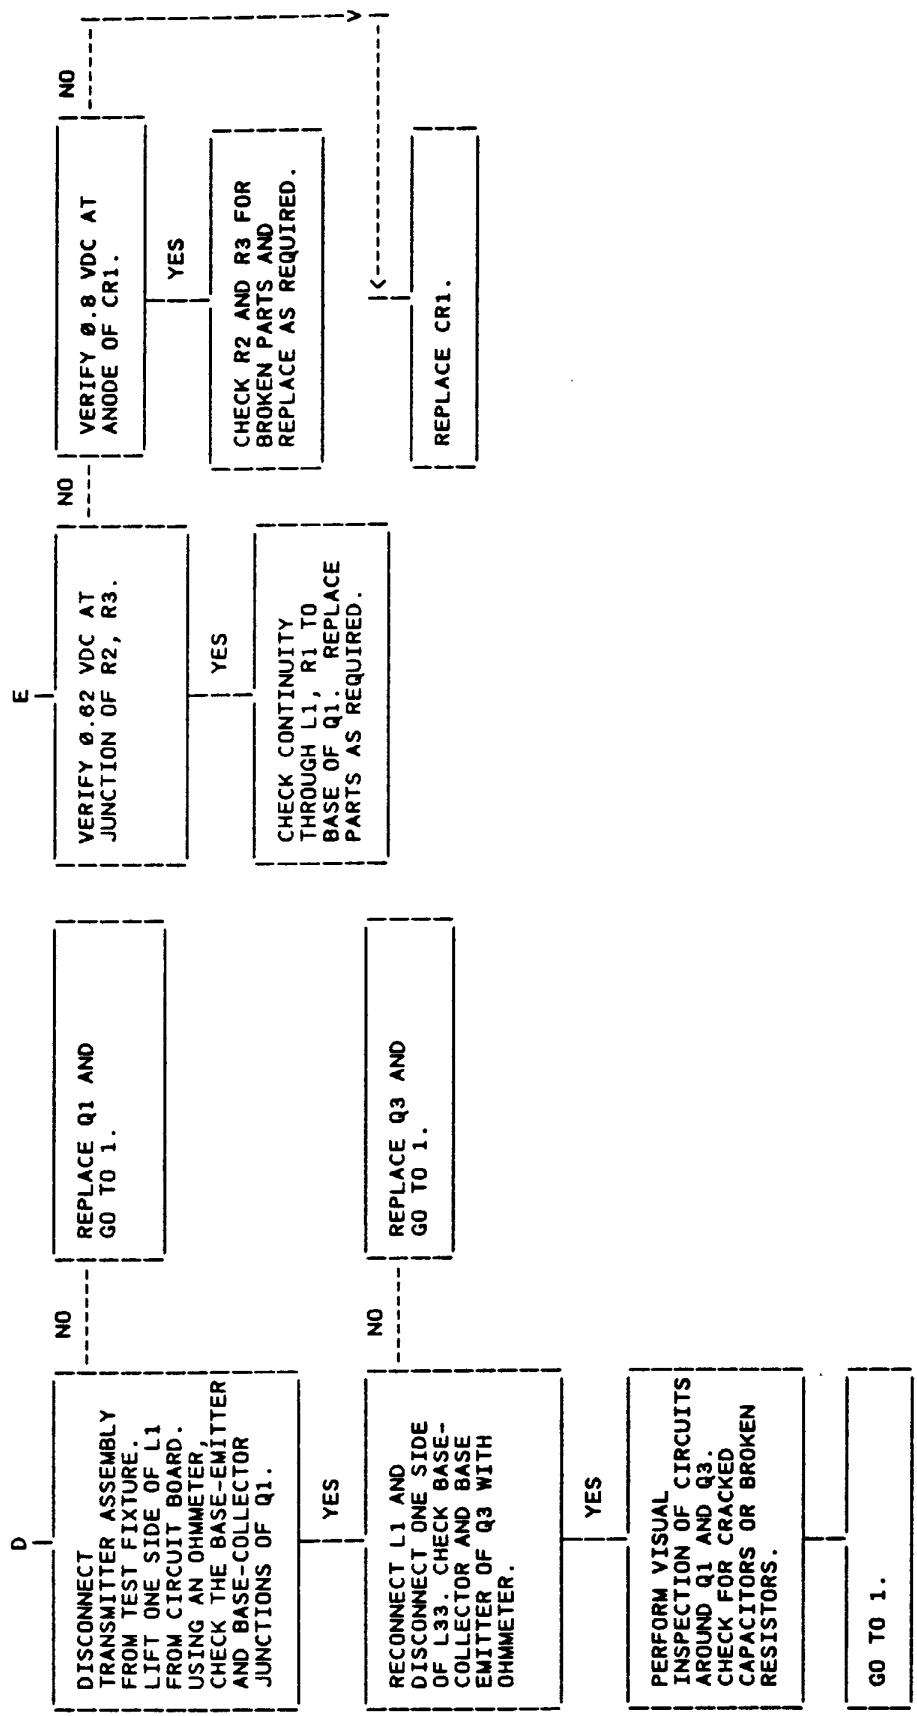 D
DISCONNECT
TRANSMITTER ASSEMBLY
FROM TEST FIXTURE.
LIFT ONE SIDE OF L1
FROM CIRCUIT BOARD.
USING AN OHMMETER,
CHECK THE BASE-EMITTER
AND BASE-COLLECTOR
JUNCTIONS OF Q1.
NO
REPLACE Q1 AND
GO TO 1.
YES
RECONNECT L1 AND
DISCONNECT ONE SIDE
OF L33. CHECK BASE-
COLLECTOR AND BASE
EMITTER OF Q3 WITH
OHMMETER.
NO
REPLACE Q3 AND
GO TO 1.
YES
PERFORM VISUAL
INSPECTION OF CIRCUITS
AROUND Q1 AND Q3.
CHECK FOR CRACKED
CAPACITORS OR BROKEN
RESISTORS.
GO TO 1.
E
VERIFY 0.62 VDC AT
JUNCTION OF R2, R3.
NO
VERIFY 0.8 VDC AT
ANODE OF CR1.
NO
YES
CHECK CONTINUITY
THROUGH L1, R1 TO
BASE OF Q1. REPLACE
PARTS AS REQUIRED.
YES
CHECK R2 AND R3 FOR
BROKEN PARTS AND
REPLACE AS REQUIRED.
REPLACE CR1.